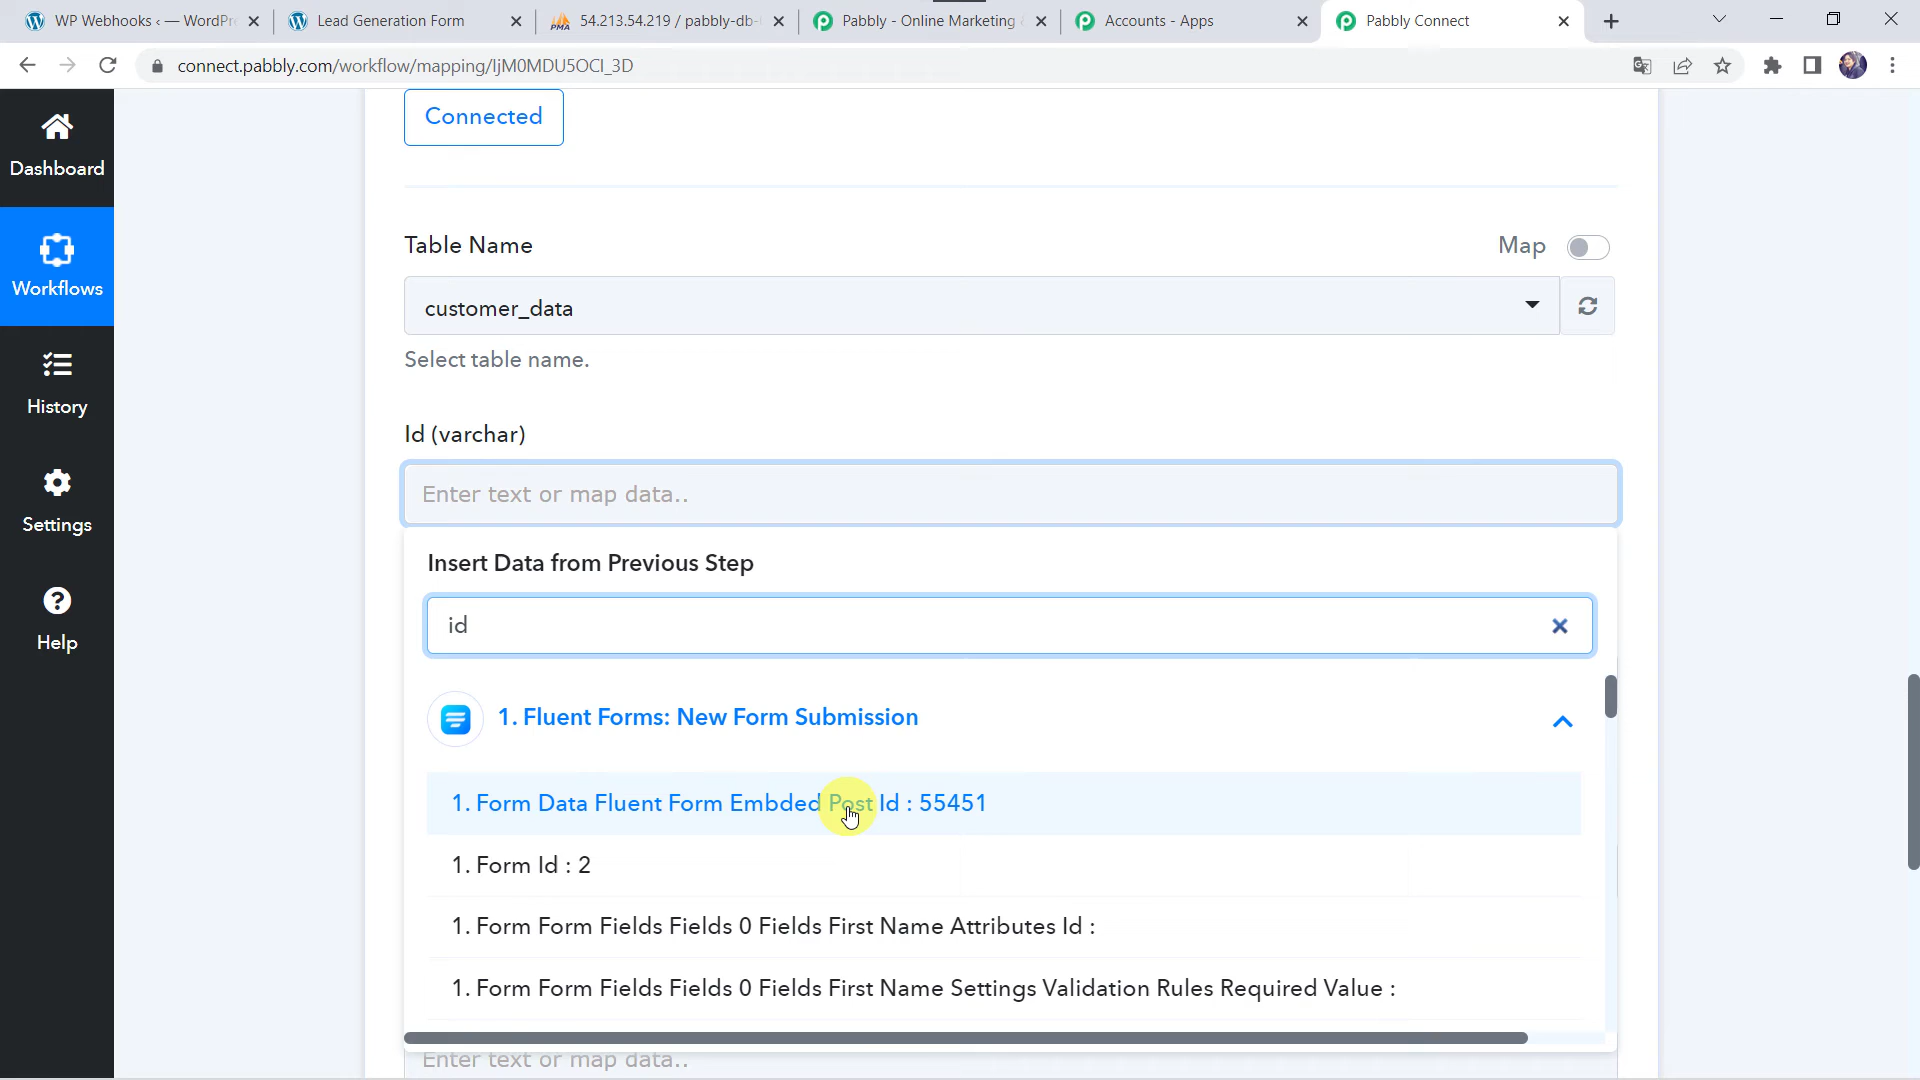 WP Webhooks ‹ — WordPr
Lead Generation Form
PMA
54.213.54.219 / pabbly-db-
Pabbly - Online Marketing
Accounts - Apps
Pabbly Connect
connect.pabbly.com/workflow/mapping/IjM0MDU5OCI_3D
Dashboard
Workflows
History
Settings
Help
Connected
Table Name
Map
customer_data
Select table name.
Id (varchar)
Enter text or map data..
Insert Data from Previous Step
id
1. Fluent Forms: New Form Submission
1. Form Data Fluent Form Embded Post Id : 55451
1. Form Id : 2
1. Form Form Fields Fields 0 Fields First Name Attributes Id :
1. Form Form Fields Fields 0 Fields First Name Settings Validation Rules Required Value :
Enter text or map data..